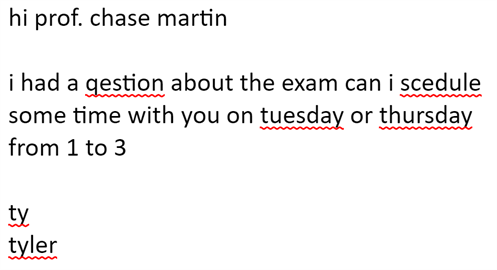 hi prof. chase martin
i had a qestion about the exam can i scedule
some time with you on tuesday or thursday
from 1 to 3
ty
tyler